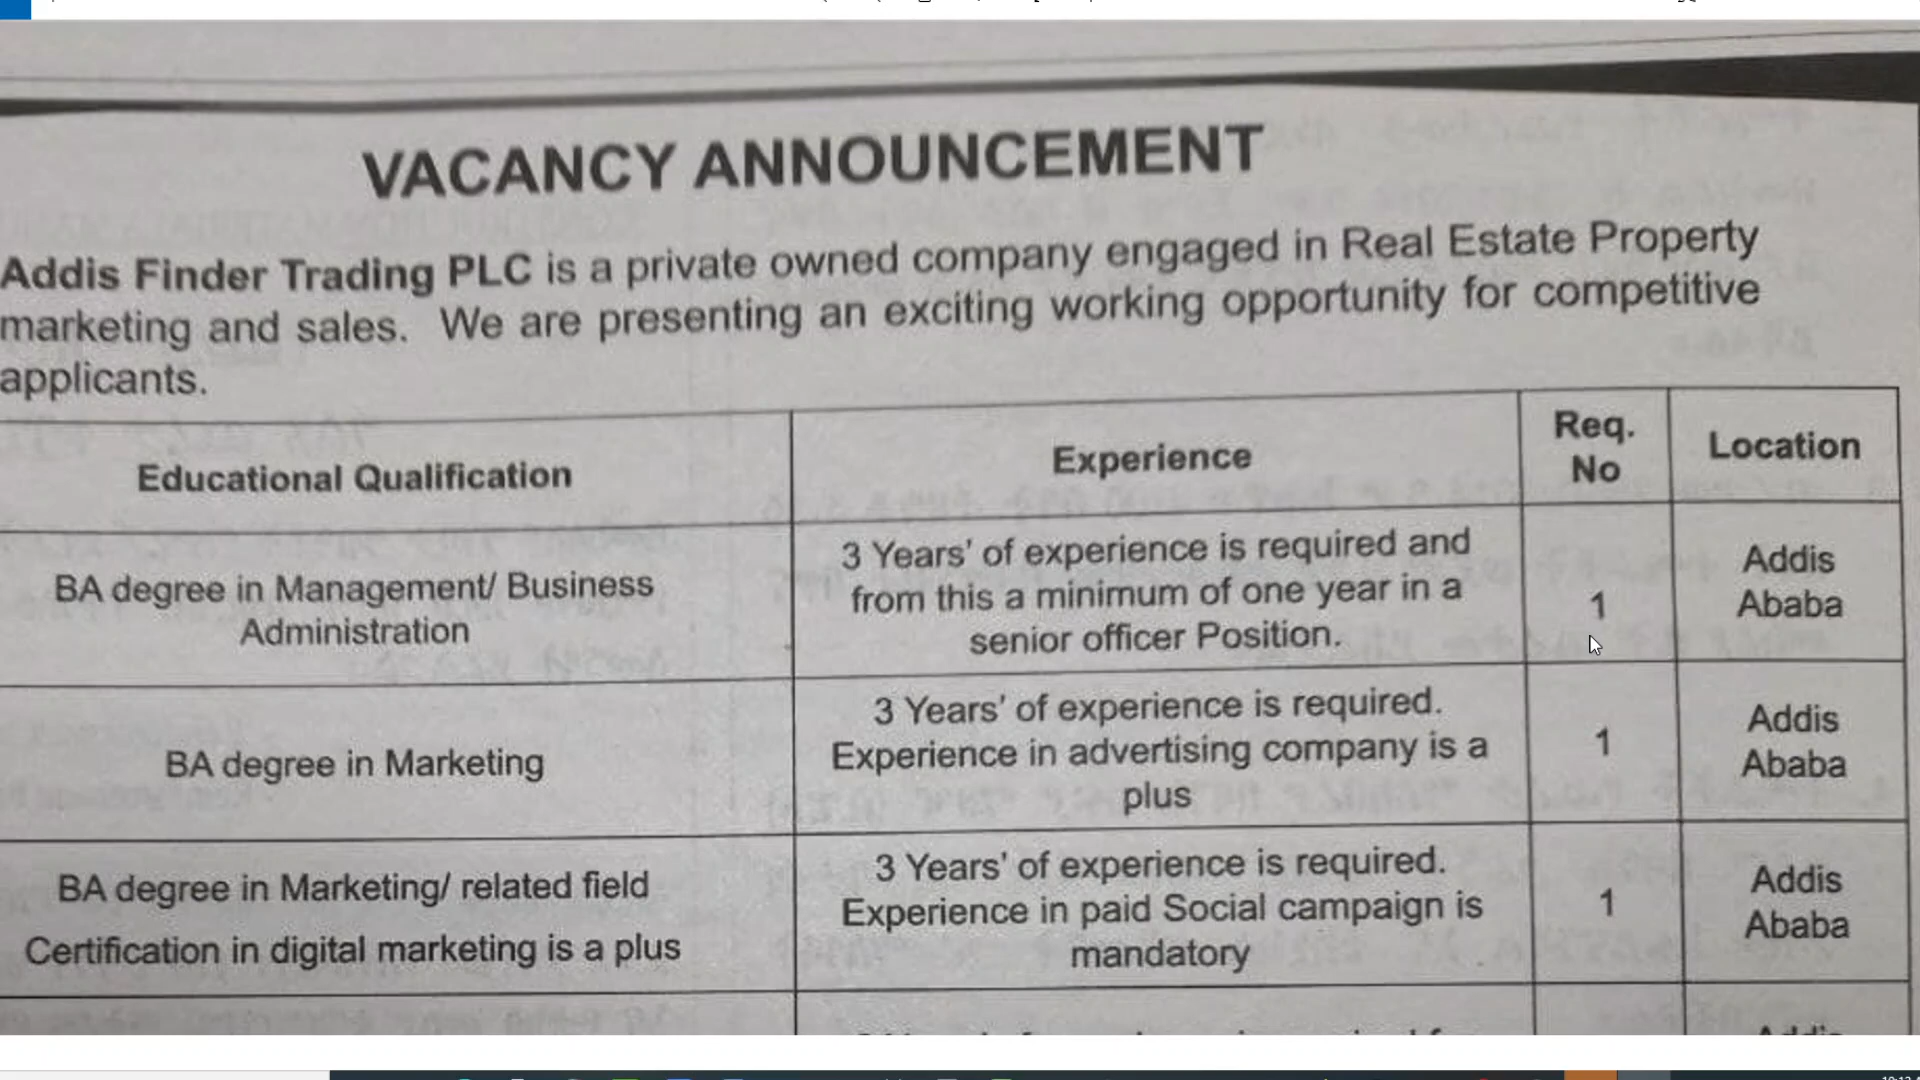 VACANCY ANNOUNCEMENT
Addis Finder Trading PLC is a private owned company engaged in Real Estate Property
marketing and sales. We are presenting an exciting working opportunity for competitive
applicants.
Educational Qualification
Experience
Req.
No
Location
BA degree in Management/ Business
Administration
3 Years' of experience is required and
from this a minimum of one year in a
senior officer Position.
1
Addis
Ababa
BA degree in Marketing
3 Years' of experience is required.
Experience in advertising company is a
plus
1
Addis
Ababa
BA degree in Marketing/ related field
Certification in digital marketing is a plus
3 Years' of experience is required.
Experience in paid Social campaign is
mandatory
1
Addis
Ababa